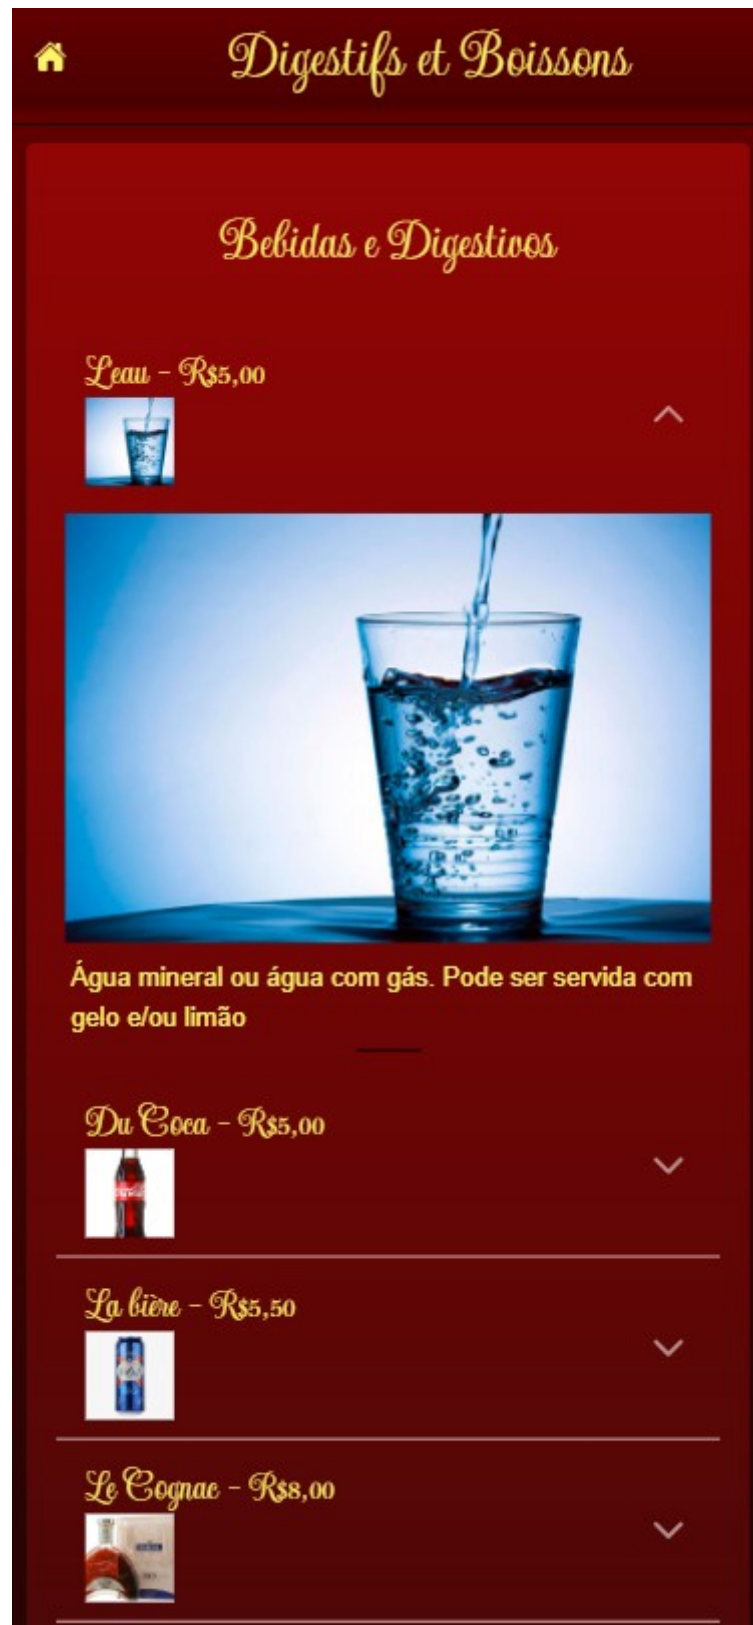 Digestifs et Boissons
Bebidas e Digestivos
L'eau - R$5,00
Água mineral ou água com gás. Pode ser servida com
gelo e/ou limão
Du Coca - R$5,00
La bière - R$5,50
Le Cognac - R$8,00